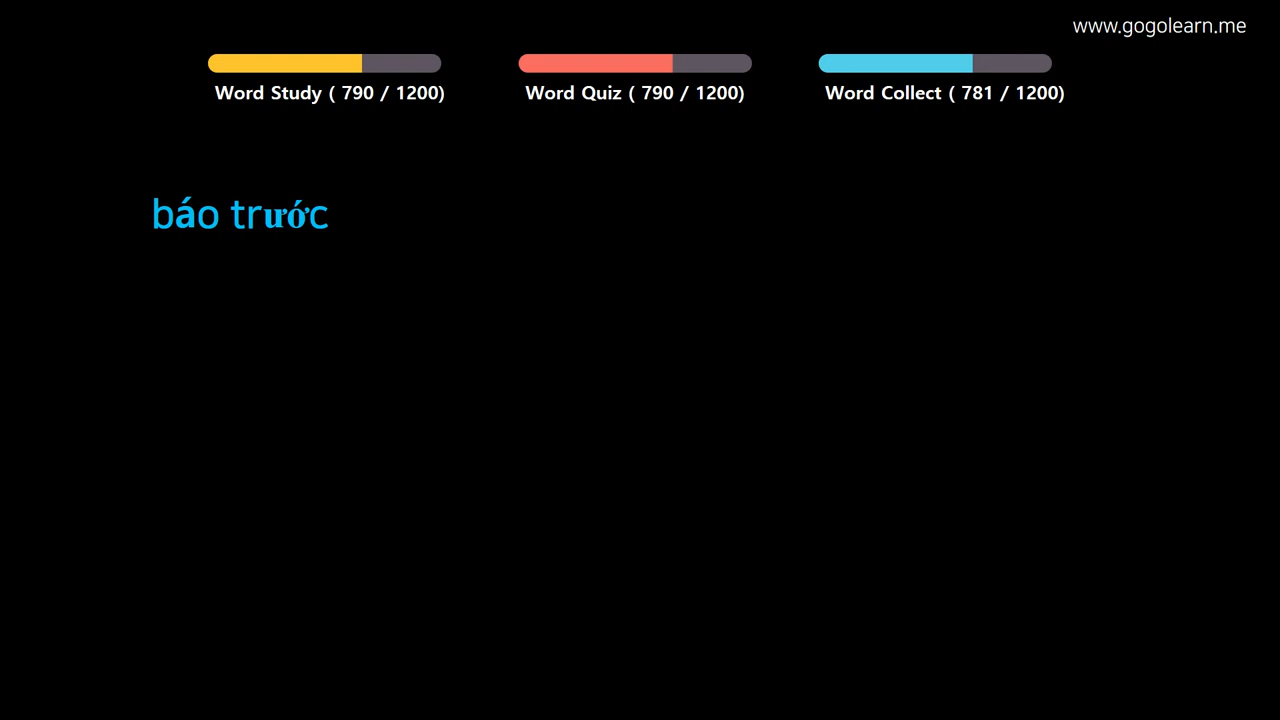 www.gogolearn.me
Word Study ( 790 / 1200)
Word Quiz ( 790 / 1200)
Word Collect ( 781 / 1200)
báo trước